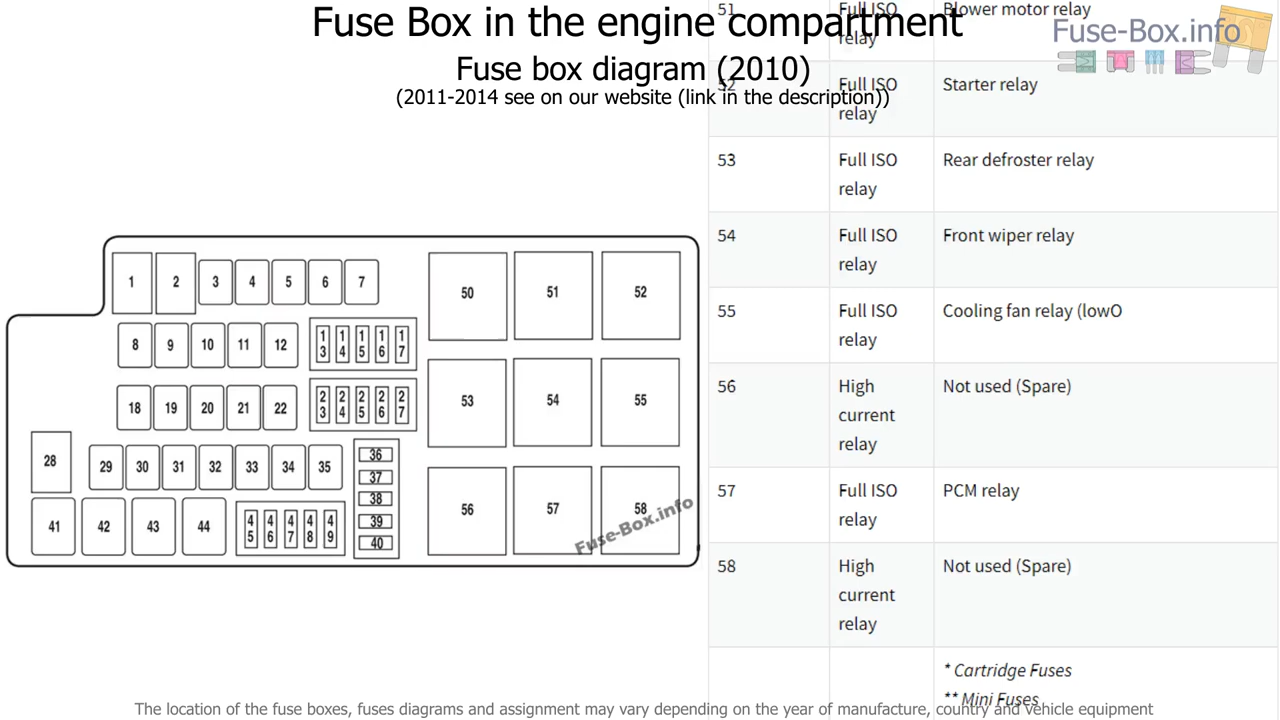 Fuse Box in the engine compartment
Fuse box diagram (2010)
(2011-2014 see on our website (link in the description))
Fuse-Box.info
51 Full ISO Blower motor relay
relay
52 Full ISO Starter relay
relay
53 Full ISO Rear defroster relay
relay
54 Full ISO Front wiper relay
relay
55 Full ISO Cooling fan relay (lowO
relay
56 High Not used (Spare)
current
relay
57 Full ISO PCM relay
relay
58 High Not used (Spare)
current
relay
* Cartridge Fuses
** Mini Fuses
1 2 3 4 5 6 7 50 51 52
8 9 10 11 12 13 14 15 16 17
18 19 20 21 22 23 24 25 26 27 53 54 55
28 29 30 31 32 33 34 35 36
37
38
41 42 43 44 45 46 47 48 49 39 56 57 58
40
Fuse-Box.info
The location of the fuse boxes, fuses diagrams and assignment may vary depending on the year of manufacture, country and vehicle equipment